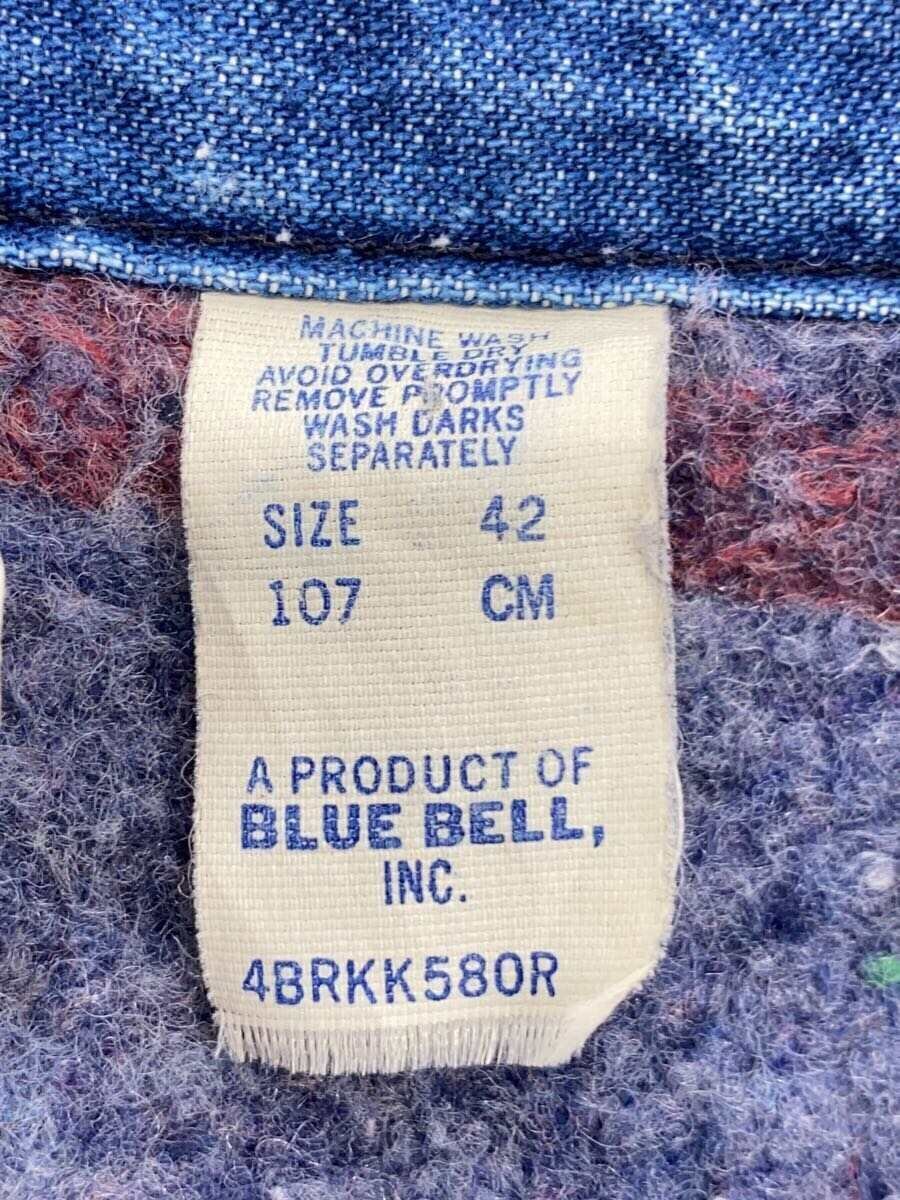 MACHINE WASH
TUMBLE DRY
AVOID OVERDRYING
REMOVE PROMPTLY
WASH DARKS
SEPARATELY
SIZE 42
107 CM
A PRODUCT OF
BLUE BELL,
INC.
4BRKK580R